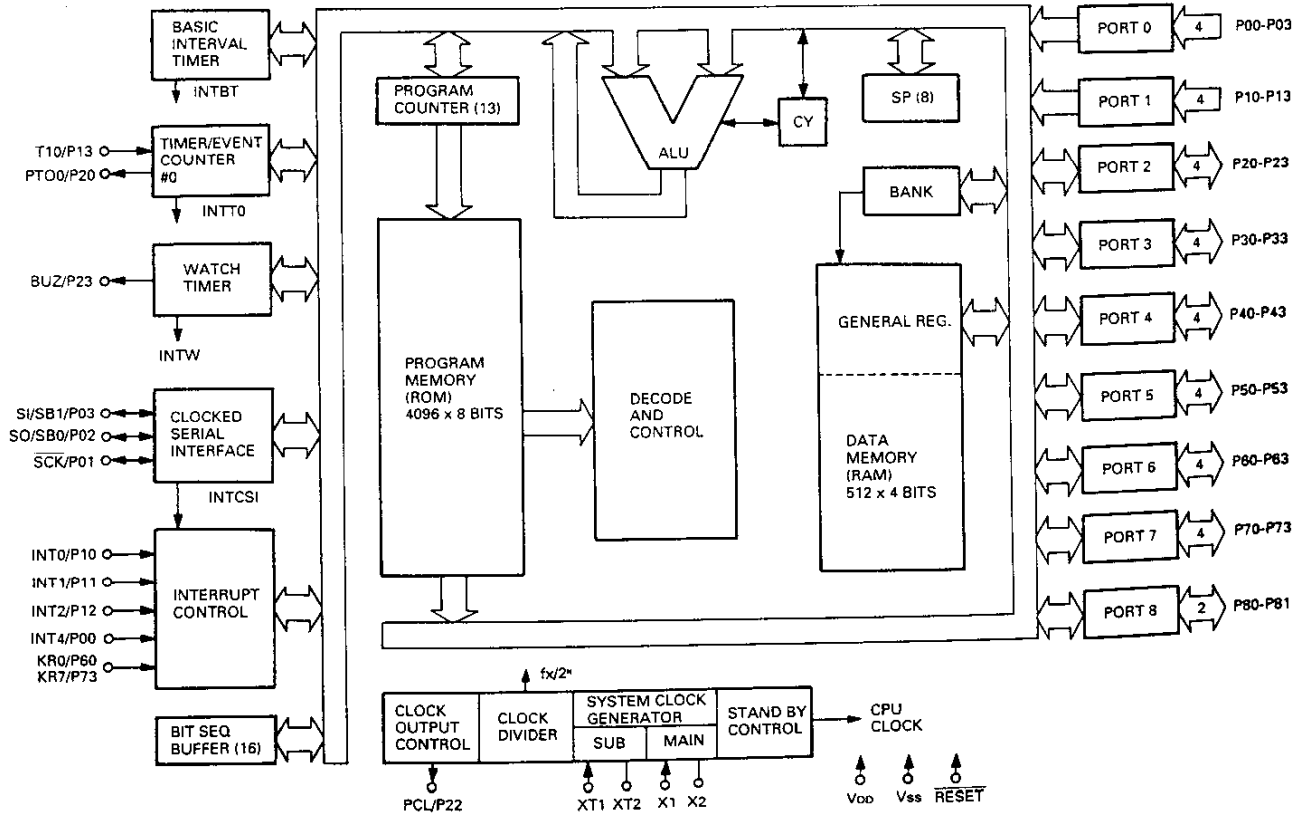 BASIC
INTERVAL
TIMER
INTBT
T10/P13
PTO0/P20
TIMER/EVENT
COUNTER
#0
INTT0
BUZ/P23
WATCH
TIMER
INTW
SI/SB1/P03
SO/SB0/P02
SCK/P01
CLOCKED
SERIAL
INTERFACE
INTCSI
INT0/P10
INT1/P11
INT2/P12
INT4/P00
KR0/P60
KR7/P73
INTERRUPT
CONTROL
BIT SEQ
BUFFER (16)
PROGRAM
COUNTER (13)
ALU
CY
SP (8)
BANK
PROGRAM
MEMORY
(ROM)
4096 x 8 BITS
DECODE
AND
CONTROL
GENERAL REG.
DATA
MEMORY
(RAM)
512 x 4 BITS
PORT 0 4 P00-P03
PORT 1 4 P10-P13
PORT 2 4 P20-P23
PORT 3 4 P30-P33
PORT 4 4 P40-P43
PORT 5 4 P50-P53
PORT 6 4 P60-P63
PORT 7 4 P70-P73
PORT 8 2 P80-P81
fx/2ᴺ
CLOCK
OUTPUT
CONTROL
CLOCK
DIVIDER
SYSTEM CLOCK
GENERATOR
SUB
MAIN
STAND BY
CONTROL
CPU
CLOCK
PCL/P22
XT1
XT2
X1
X2
VDD
VSS
RESET